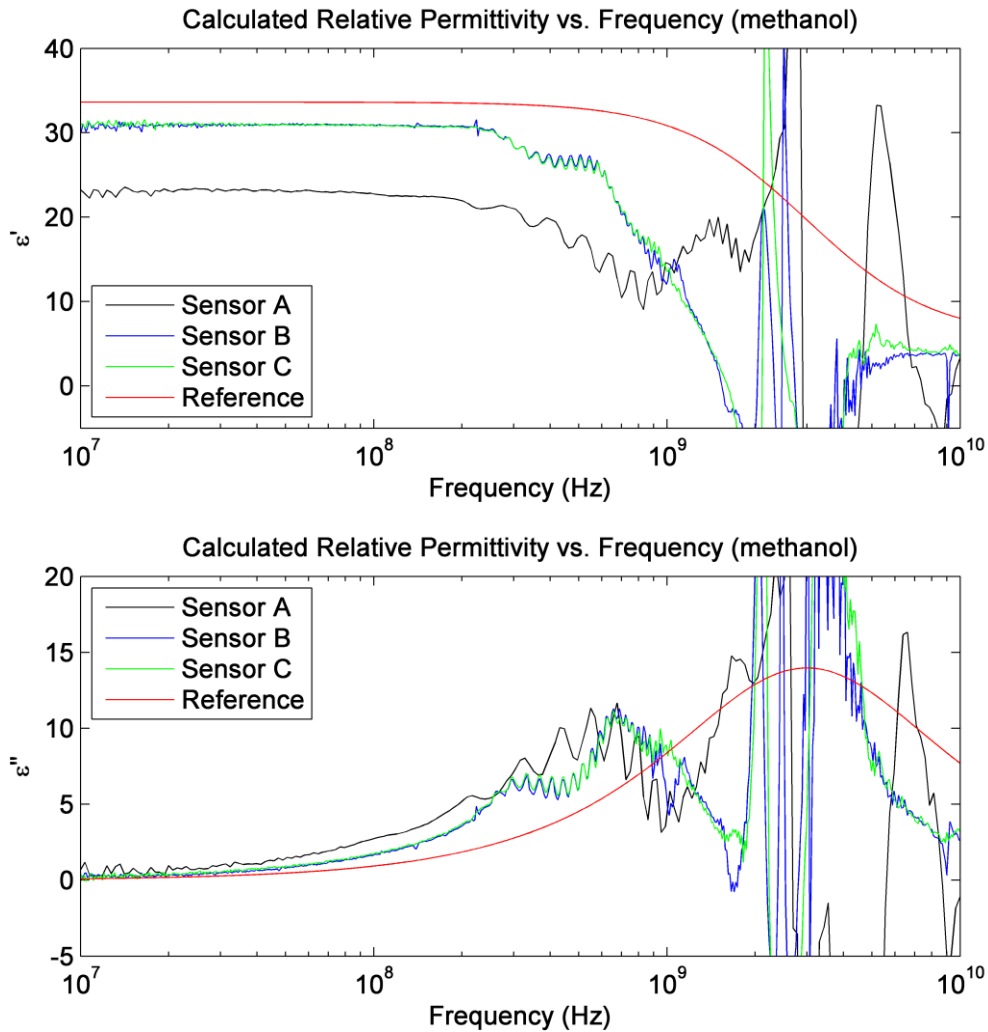 Calculated Relative Permittivity vs. Frequency (methanol)
40
30
20
10
0
ε'
Sensor A
Sensor B
Sensor C
Reference
10^7
10^8
10^9
10^10
Frequency (Hz)
Calculated Relative Permittivity vs. Frequency (methanol)
20
15
10
5
0
-5
ε"
Sensor A
Sensor B
Sensor C
Reference
10^7
10^8
10^9
10^10
Frequency (Hz)